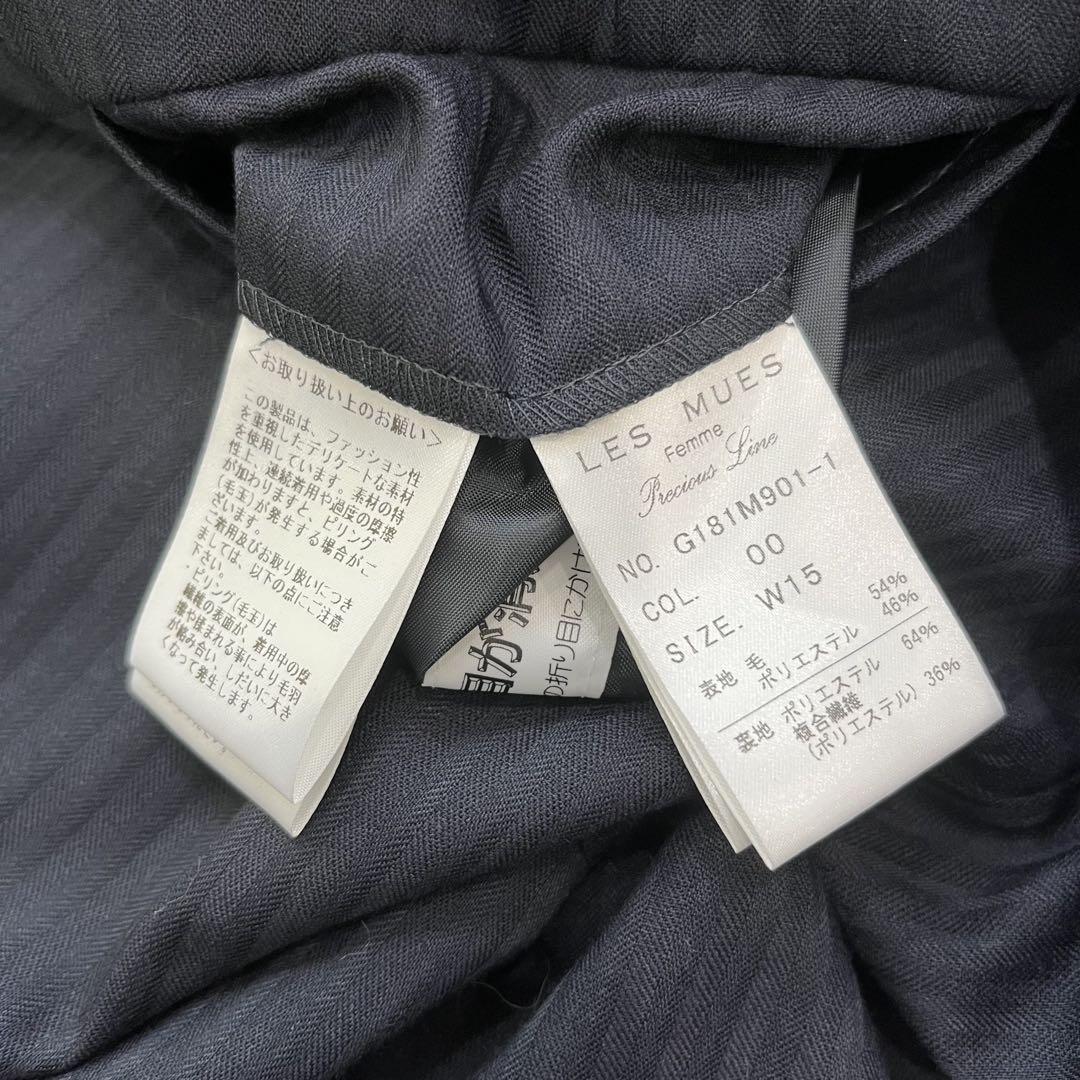 <お取り扱い上のお願い>
この製品は、ファッション性
を重視したデリケートな素材
を使用しています。素材の特
性上、連続着用や過度の摩擦
が加わりますと、ピリング
(毛玉)が発生する場合がご
ざいます。
ご着用及びお取り扱いにつき
ましては、以下の点にご注意
下さい。
・ピリング(毛玉)は
繊維の表面が、着用中の摩
擦や揉まれる事により毛羽
が絡み合い、しだいに大き
くなって発生します。
の折り目にかけ
LES MUES
Femme
Precious Line
NO. G181M901-1
COL. 00
SIZE. W15
表地 毛 54%
ポリエステル 46%
表地 ポリエステル 64%
複合繊維
(ポリエステル) 36%